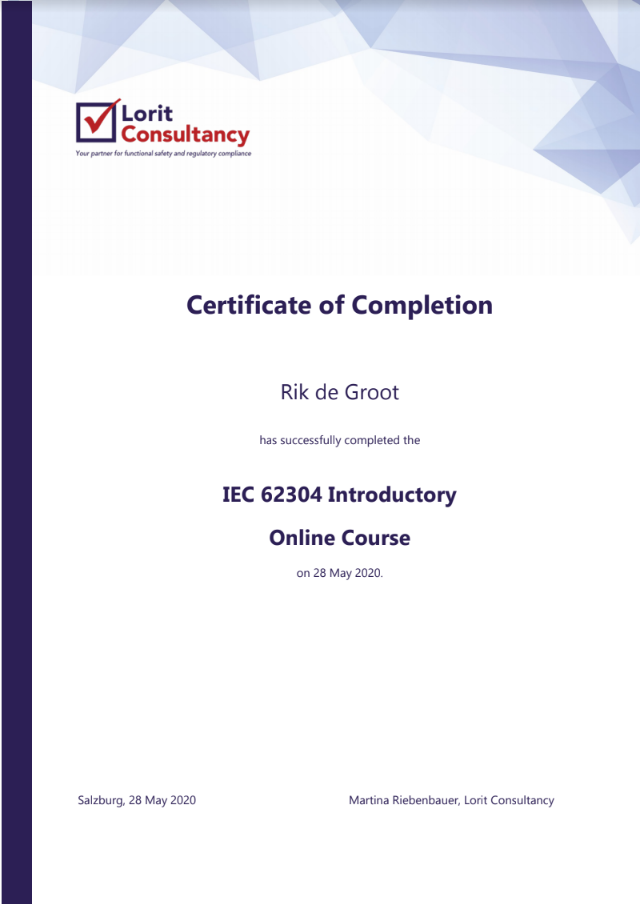 Lorit
Consultancy
Your partner for functional safety and regulatory compliance
Certificate of Completion
Rik de Groot
has successfully completed the
IEC 62304 Introductory
Online Course
on 28 May 2020.
Salzburg, 28 May 2020
Martina Riebenbauer, Lorit Consultancy